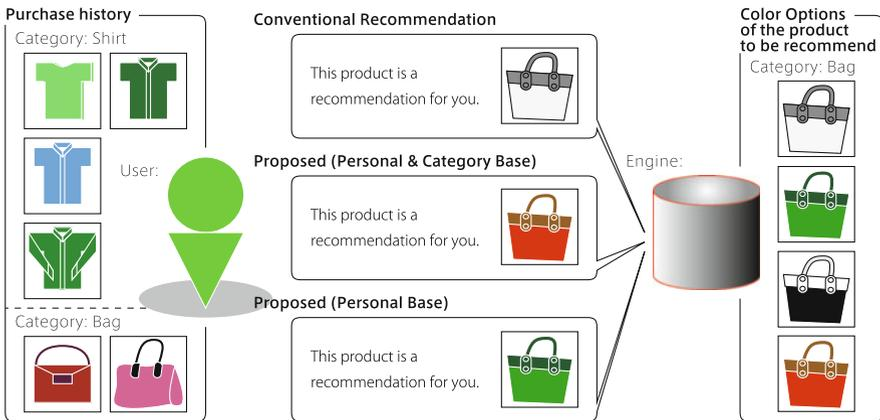 Purchase history
Category: Shirt
User:
Category: Bag
Conventional Recommendation
This product is a
recommendation for you.
Proposed (Personal & Category Base)
This product is a
recommendation for you.
Proposed (Personal Base)
This product is a
recommendation for you.
Engine:
Color Options
of the product
to be recommend
Category: Bag